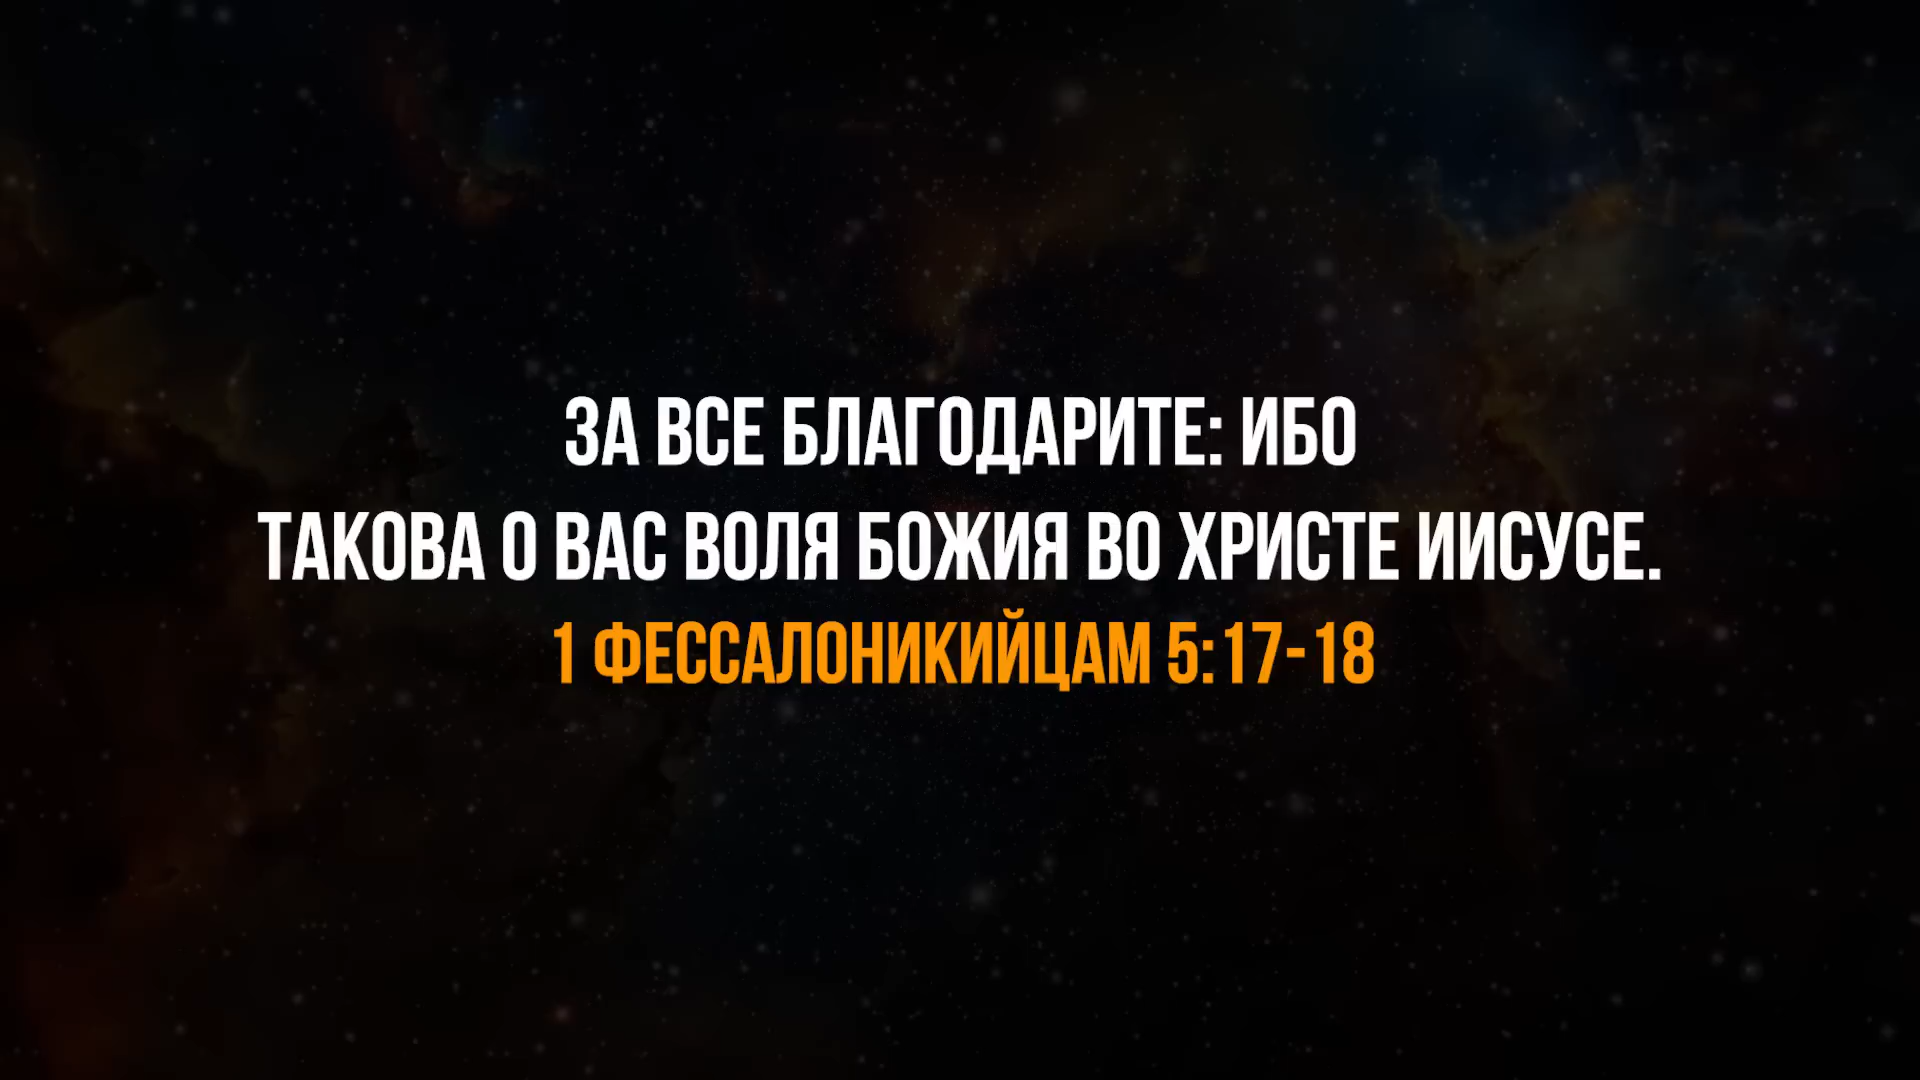 ЗА ВСЕ БЛАГОДАРИТЕ: ИБО
ТАКОВА О ВАС ВОЛЯ БОЖИЯ ВО ХРИСТЕ ИИСУСЕ.
1 ФЕССАЛОНИКИЙЦАМ 5:17-18